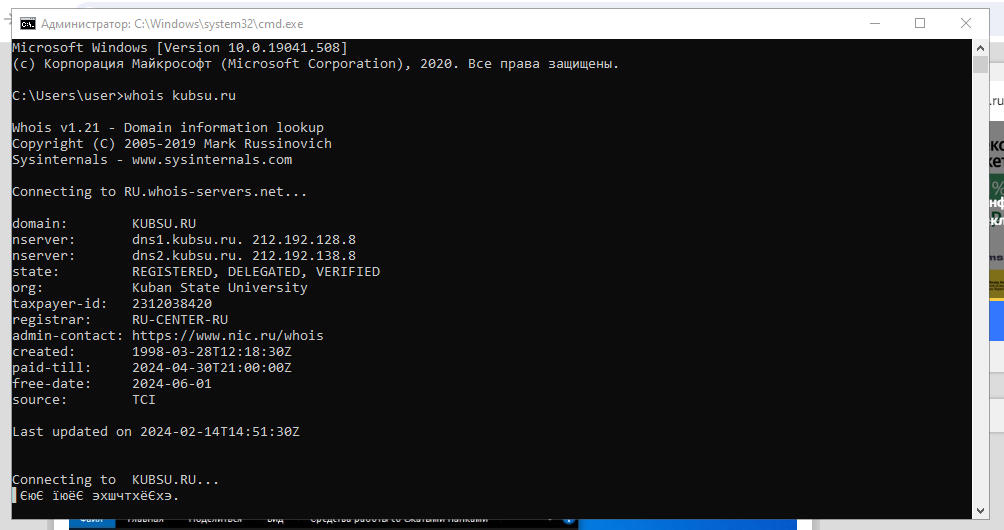 Администратор: C:\Windows\system32\cmd.exe
Microsoft Windows [Version 10.0.19041.508]
(c) Корпорация Майкрософт (Microsoft Corporation), 2020. Все права защищены.
C:\Users\user>whois kubsu.ru
Whois v1.21 - Domain information lookup
Copyright (C) 2005-2019 Mark Russinovich
Sysinternals - www.sysinternals.com
Connecting to RU.whois-servers.net...
domain: KUBSU.RU
nserver: dns1.kubsu.ru. 212.192.128.8
nserver: dns2.kubsu.ru. 212.192.138.8
state: REGISTERED, DELEGATED, VERIFIED
org: Kuban State University
taxpayer-id: 2312038420
registrar: RU-CENTER-RU
admin-contact: https://www.nic.ru/whois
created: 1998-03-28T12:18:30Z
paid-till: 2024-04-30T21:00:00Z
free-date: 2024-06-01
source: TCI
Last updated on 2024-02-14T14:51:30Z
Connecting to KUBSU.RU...
ЄюЄ їюёЄ эхшчтхёЄхэ.
.ru
Файл Главная Поделиться Вид Средства работы со сжатыми папками